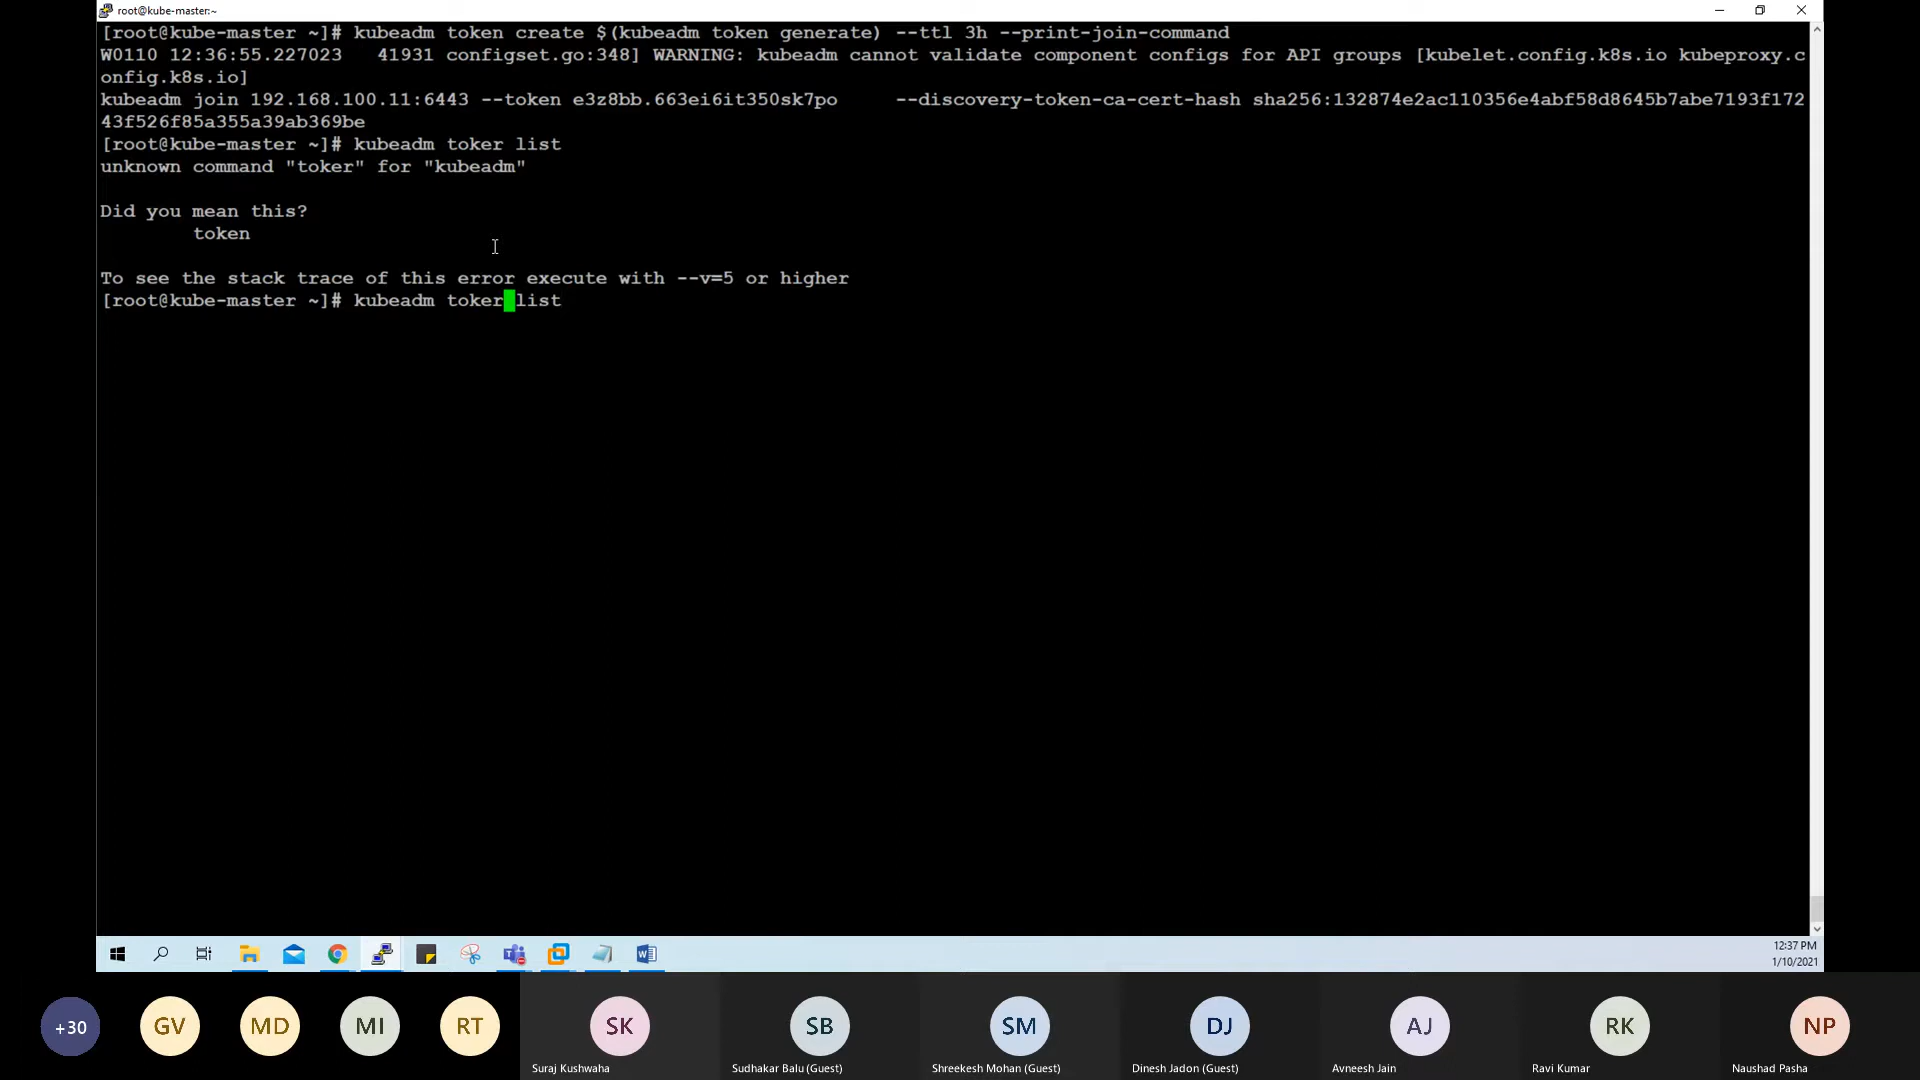 root@kube-master:~
[root@kube-master ~]# kubeadm token create $(kubeadm token generate) --ttl 3h --print-join-command
W0110 12:36:55.227023   41931 configset.go:348] WARNING: kubeadm cannot validate component configs for API groups [kubelet.config.k8s.io kubeproxy.c
onfig.k8s.io]
kubeadm join 192.168.100.11:6443 --token e3z8bb.663ei6it350sk7po     --discovery-token-ca-cert-hash sha256:132874e2ac110356e4abf58d8645b7abe7193f172
43f526f85a355a39ab369be
[root@kube-master ~]# kubeadm toker list
unknown command "toker" for "kubeadm"
Did you mean this?
        token
To see the stack trace of this error execute with --v=5 or higher
[root@kube-master ~]# kubeadm toker list
12:37 PM
1/10/2021
+30
GV
MD
MI
RT
SK
SB
SM
DJ
AJ
RK
NP
Suraj Kushwaha
Sudhakar Balu (Guest)
Shreekesh Mohan (Guest)
Dinesh Jadon (Guest)
Avneesh Jain
Ravi Kumar
Naushad Pasha